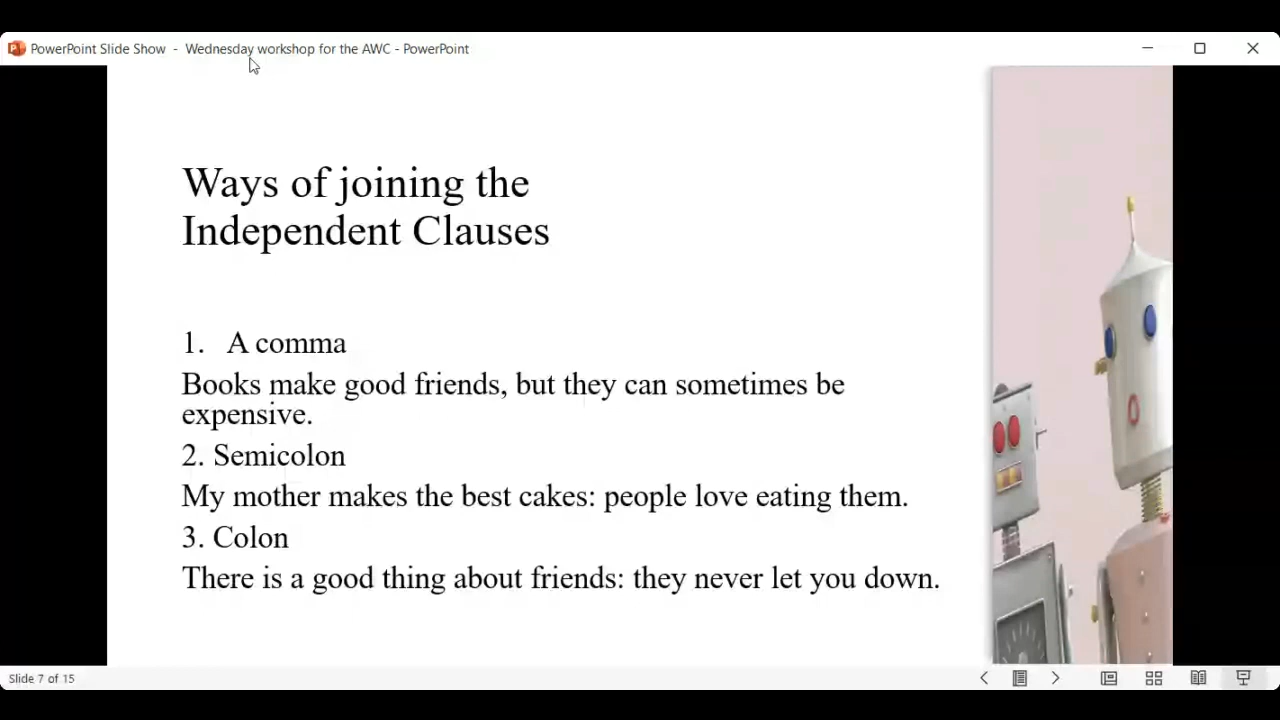 PowerPoint Slide Show - Wednesday workshop for the AWC - PowerPoint
Ways of joining the
Independent Clauses
1. A comma
Books make good friends, but they can sometimes be
expensive.
2. Semicolon
My mother makes the best cakes: people love eating them.
3. Colon
There is a good thing about friends: they never let you down.
Slide 7 of 15